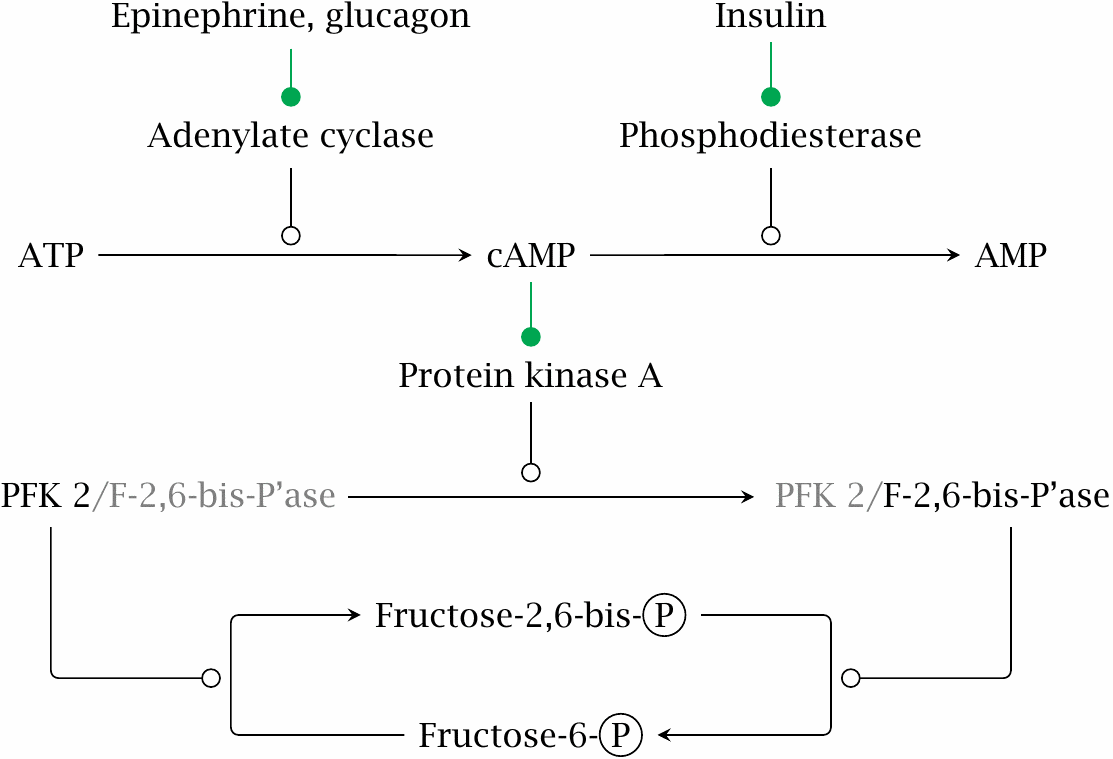 Epinephrine, glucagon
Insulin
Adenylate cyclase
Phosphodiesterase
ATP
cAMP
AMP
Protein kinase A
PFK 2/F-2,6-bis-P’ase
PFK 2/F-2,6-bis-P’ase
Fructose-2,6-bis-P
Fructose-6-P